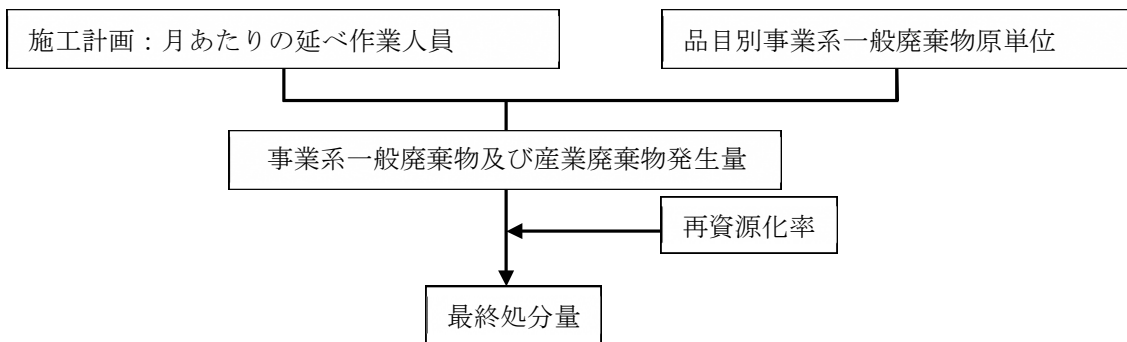 施工計画：月あたりの延べ作業人員
品目別事業系一般廃棄物原単位
事業系一般廃棄物及び産業廃棄物発生量
再資源化率
最終処分量